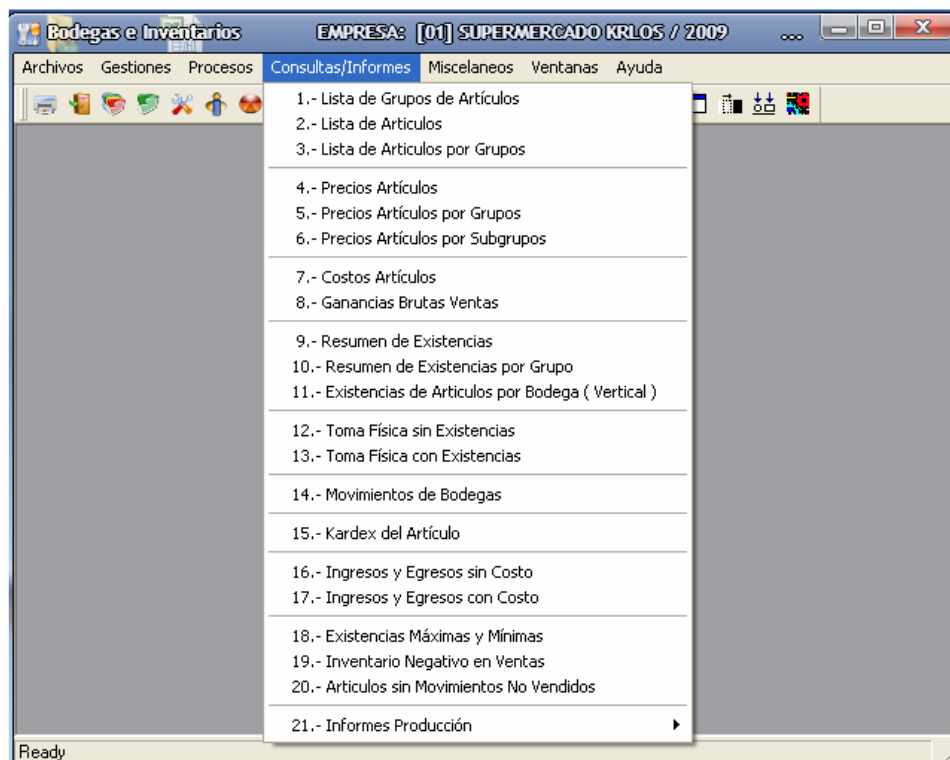 Bodegas e Inventarios EMPRESA: [01] SUPERMERCADO KRLOS / 2009 ...
Archivos Gestiones Procesos Consultas/Informes Miscelaneos Ventanas Ayuda
1.- Lista de Grupos de Artículos
2.- Lista de Articulos
3.- Lista de Articulos por Grupos
4.- Precios Artículos
5.- Precios Artículos por Grupos
6.- Precios Artículos por Subgrupos
7.- Costos Artículos
8.- Ganancias Brutas Ventas
9.- Resumen de Existencias
10.- Resumen de Existencias por Grupo
11.- Existencias de Articulos por Bodega ( Vertical )
12.- Toma Física sin Existencias
13.- Toma Física con Existencias
14.- Movimientos de Bodegas
15.- Kardex del Artículo
16.- Ingresos y Egresos sin Costo
17.- Ingresos y Egresos con Costo
18.- Existencias Máximas y Mínimas
19.- Inventario Negativo en Ventas
20.- Articulos sin Movimientos No Vendidos
21.- Informes Producción
Ready